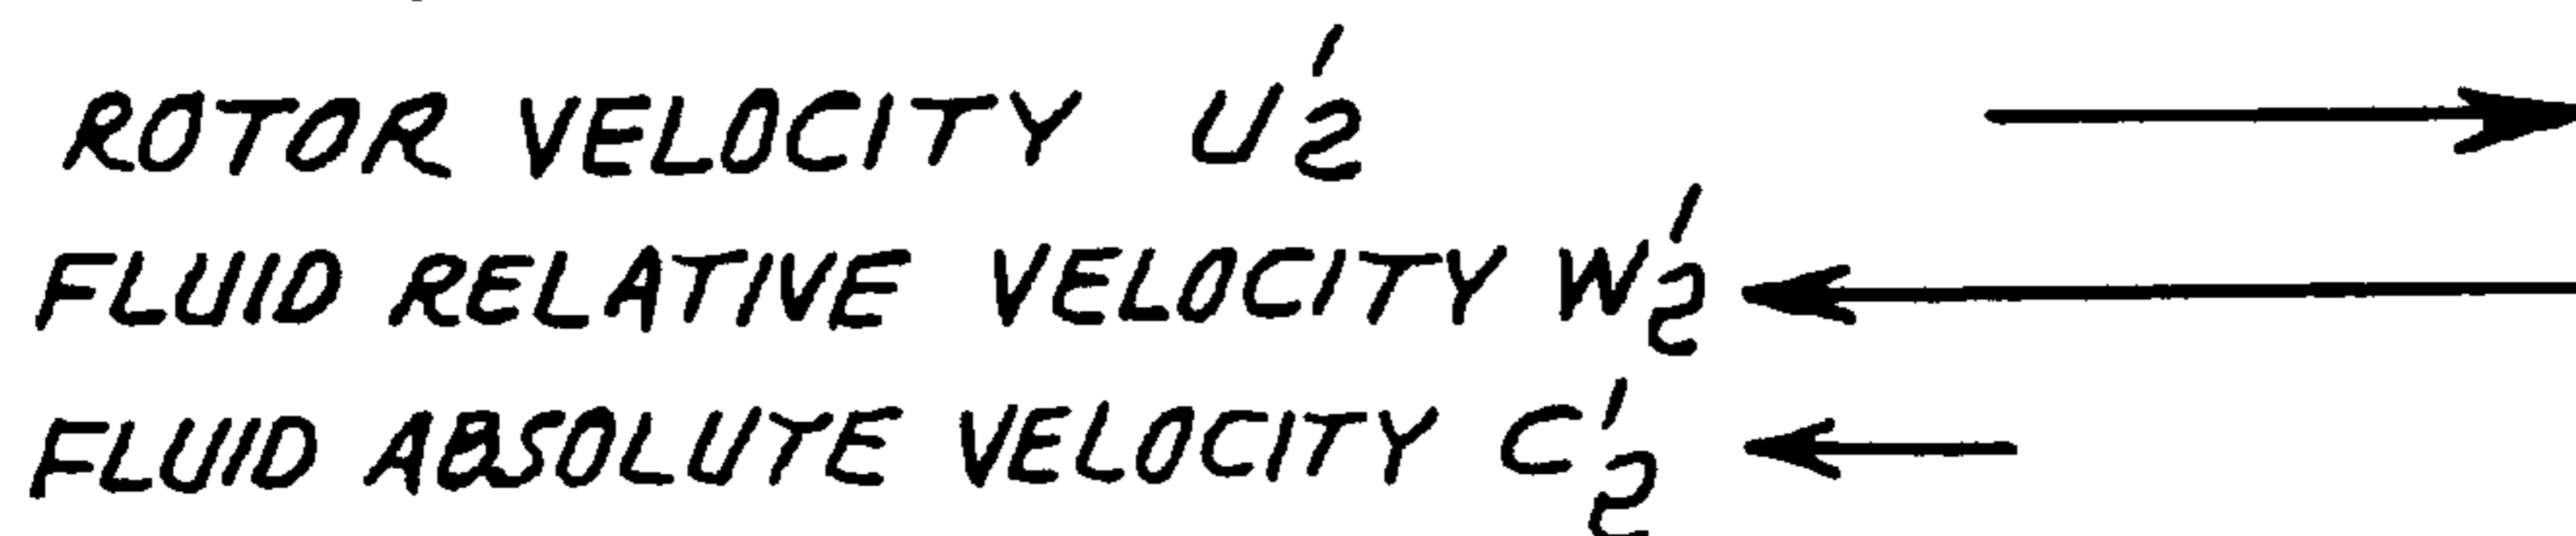 ROTOR VELOCITY U'2
FLUID RELATIVE VELOCITY W'2
FLUID ABSOLUTE VELOCITY C'2